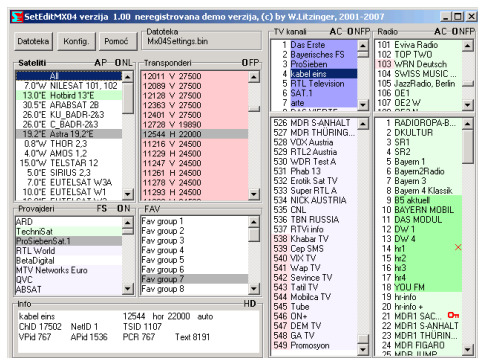 SetEditMX04 verzija 1.00 neregistrovana demo verzija, (c) by W.Litzinger, 2001-2007
Datoteka
Konfig.
Pomoć
Datoteka
Mx04Settings.bin
Sateliti AP ONL
All
7.0°W NILESAT 101, 102
13.0°E Hotbird 13°E
30.5°E ARABSAT 2B
26.0°E KU_BADR-2&3
26.0°E C_BADR-2&3
19.2°E Astra 19,2°E
0.8°W THOR 2,3
4.0°W AMOS 1,2
15.0°W TELSTAR 12
5.0°E SIRIUS 2,3
7.0°E EUTELSAT W3A
10.0°E EUTELSAT W1
Transponderi OFP
12011 V 27500
12089 V 27500
12128 V 27500
12363 V 27500
12401 V 27500
12728 V 19890
12544 H 22000
11216 V 24500
11229 V 24500
11247 V 24500
11261 H 24500
11278 V 24500
11293 H 24500
11300 V 24500
Provajderi FS ON
ARD
TechniSat
ProSiebenSat.1
RTL World
BetaDigital
MTV Networks Euro
QVC
ABSAT
FAV
Fav group 1
Fav group 2
Fav group 3
Fav group 4
Fav group 5
Fav group 6
Fav group 7
Fav group 8
Info HD
kabel eins 12544 hor 22000 auto
ChID 17502 NetID 1 TSID 1107
VPid 767 APid 1536 PCR 767 Text 8191
TV kanali AC ONFP
1 Das Erste
2 Bayerisches FS
3 ProSieben
4 kabel eins
5 RTL Television
6 SAT.1
7 arte
526 MDR S-ANHALT
527 MDR THÜRING...
528 VOX Austria
529 RTL2 Austria
530 WDR Test A
531 Phab 13
532 Erotik Sat TV
533 Super RTL A
534 NICK AUSTRIA
535 CNL
536 TBN RUSSIA
537 RTVi info
538 Khabar TV
539 Cep SMS
540 VIX TV
541 Wap TV
542 Sevince TV
543 Tatil TV
544 Mobilca TV
545 Tube
546 ON+
547 DEM TV
548 GA TV
549 Promosyon
Radio AC ONFP
101 Eviva Radio
102 TOP TWO
103 WRN Deutsch
104 SWISS MUSIC ...
105 JazzRadio, Berlin
106 OE1
107 OE2 W
1 RADIOROPA-B...
2 DKULTUR
3 SR1
4 SR2
5 Bayern 1
6 Bayern2Radio
7 Bayern 3
8 Bayern 4 Klassik
9 B5 aktuell
10 BAYERN MOBIL
11 DAS MODUL
12 DW 1
13 DW 4
14 hr1
15 hr2
16 hr3
17 hr4
18 YOU FM
19 hr-info
20 hr-info +
21 MDR1 SAC...
22 MDR1 S-ANHALT
23 MDR1 THÜRIN...
24 MDR FIGARO
25 MDR JUMP